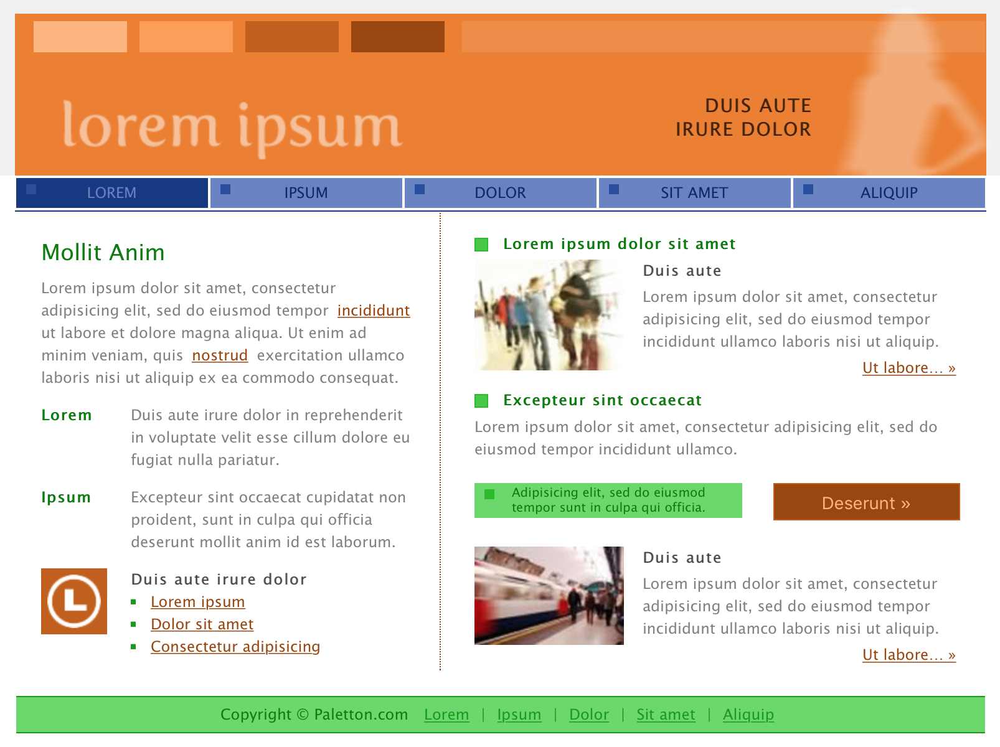 lorem ipsum
DUIS AUTE
IRURE DOLOR
LOREM
IPSUM
DOLOR
SIT AMET
ALIQUIP
Mollit Anim
Lorem ipsum dolor sit amet, consectetur
adipisicing elit, sed do eiusmod tempor incididunt
ut labore et dolore magna aliqua. Ut enim ad
minim veniam, quis nostrud exercitation ullamco
laboris nisi ut aliquip ex ea commodo consequat.
Lorem
Duis aute irure dolor in reprehenderit
in voluptate velit esse cillum dolore eu
fugiat nulla pariatur.
Ipsum
Excepteur sint occaecat cupidatat non
proident, sunt in culpa qui officia
deserunt mollit anim id est laborum.
L
Duis aute irure dolor
Lorem ipsum
Dolor sit amet
Consectetur adipisicing
Lorem ipsum dolor sit amet
Duis aute
Lorem ipsum dolor sit amet, consectetur
adipisicing elit, sed do eiusmod tempor
incididunt ullamco laboris nisi ut aliquip.
Ut labore... »
Excepteur sint occaecat
Lorem ipsum dolor sit amet, consectetur adipisicing elit, sed do
eiusmod tempor incididunt ullamco.
Adipisicing elit, sed do eiusmod
tempor sunt in culpa qui officia.
Deserunt »
Duis aute
Lorem ipsum dolor sit amet, consectetur
adipisicing elit, sed do eiusmod tempor
incididunt ullamco laboris nisi ut aliquip.
Ut labore... »
Copyright © Paletton.com Lorem | Ipsum | Dolor | Sit amet | Aliquip